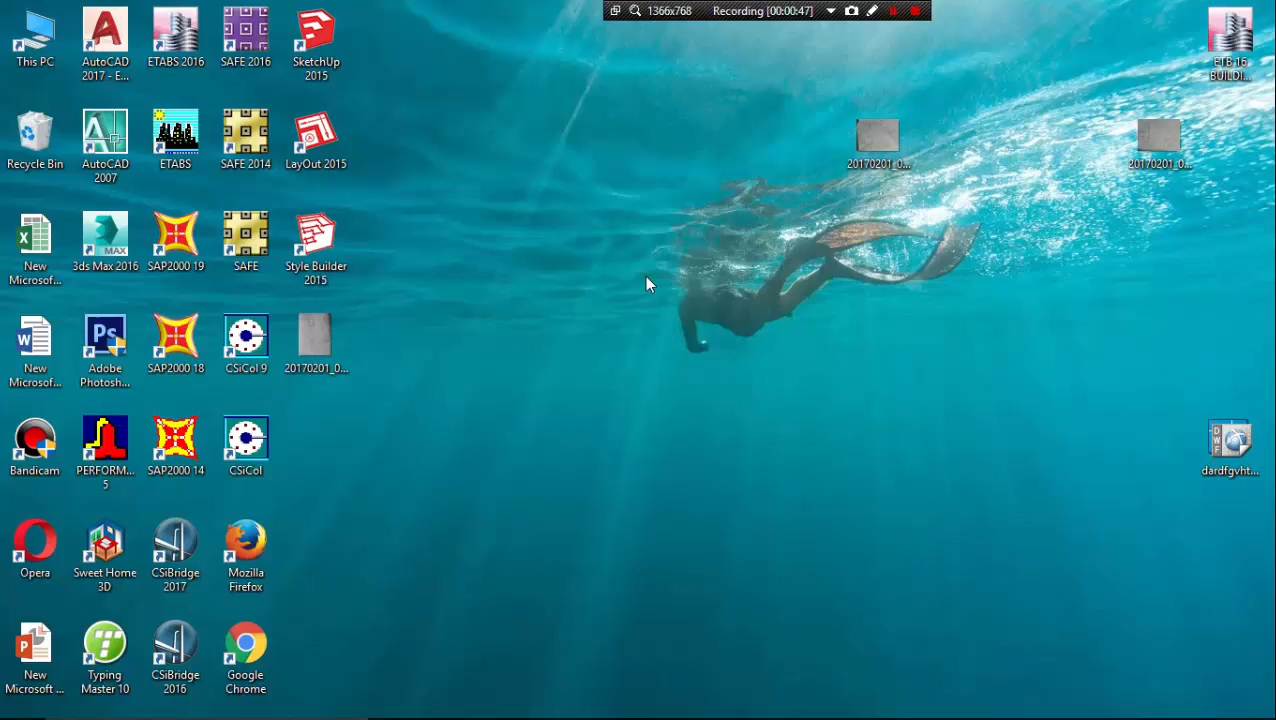 1366x768 Recording [00:00:47]
This PC
AutoCAD
2017 - E...
ETABS 2016
SAFE 2016
SketchUp
2015
ETB 16
BUILDI...
Recycle Bin
AutoCAD
2007
ETABS
SAFE 2014
LayOut 2015
20170201_0...
20170201_0...
New
Microsof...
3ds Max 2016
SAP2000 19
SAFE
Style Builder
2015
New
Microsof...
Adobe
Photosh...
SAP2000 18
CSiCol 9
20170201_0...
Bandicam
PERFORM...
5
SAP2000 14
CSiCol
dardfgvht...
Opera
Sweet Home
3D
CSiBridge
2017
Mozilla
Firefox
New
Microsoft ...
Typing
Master 10
CSiBridge
2016
Google
Chrome